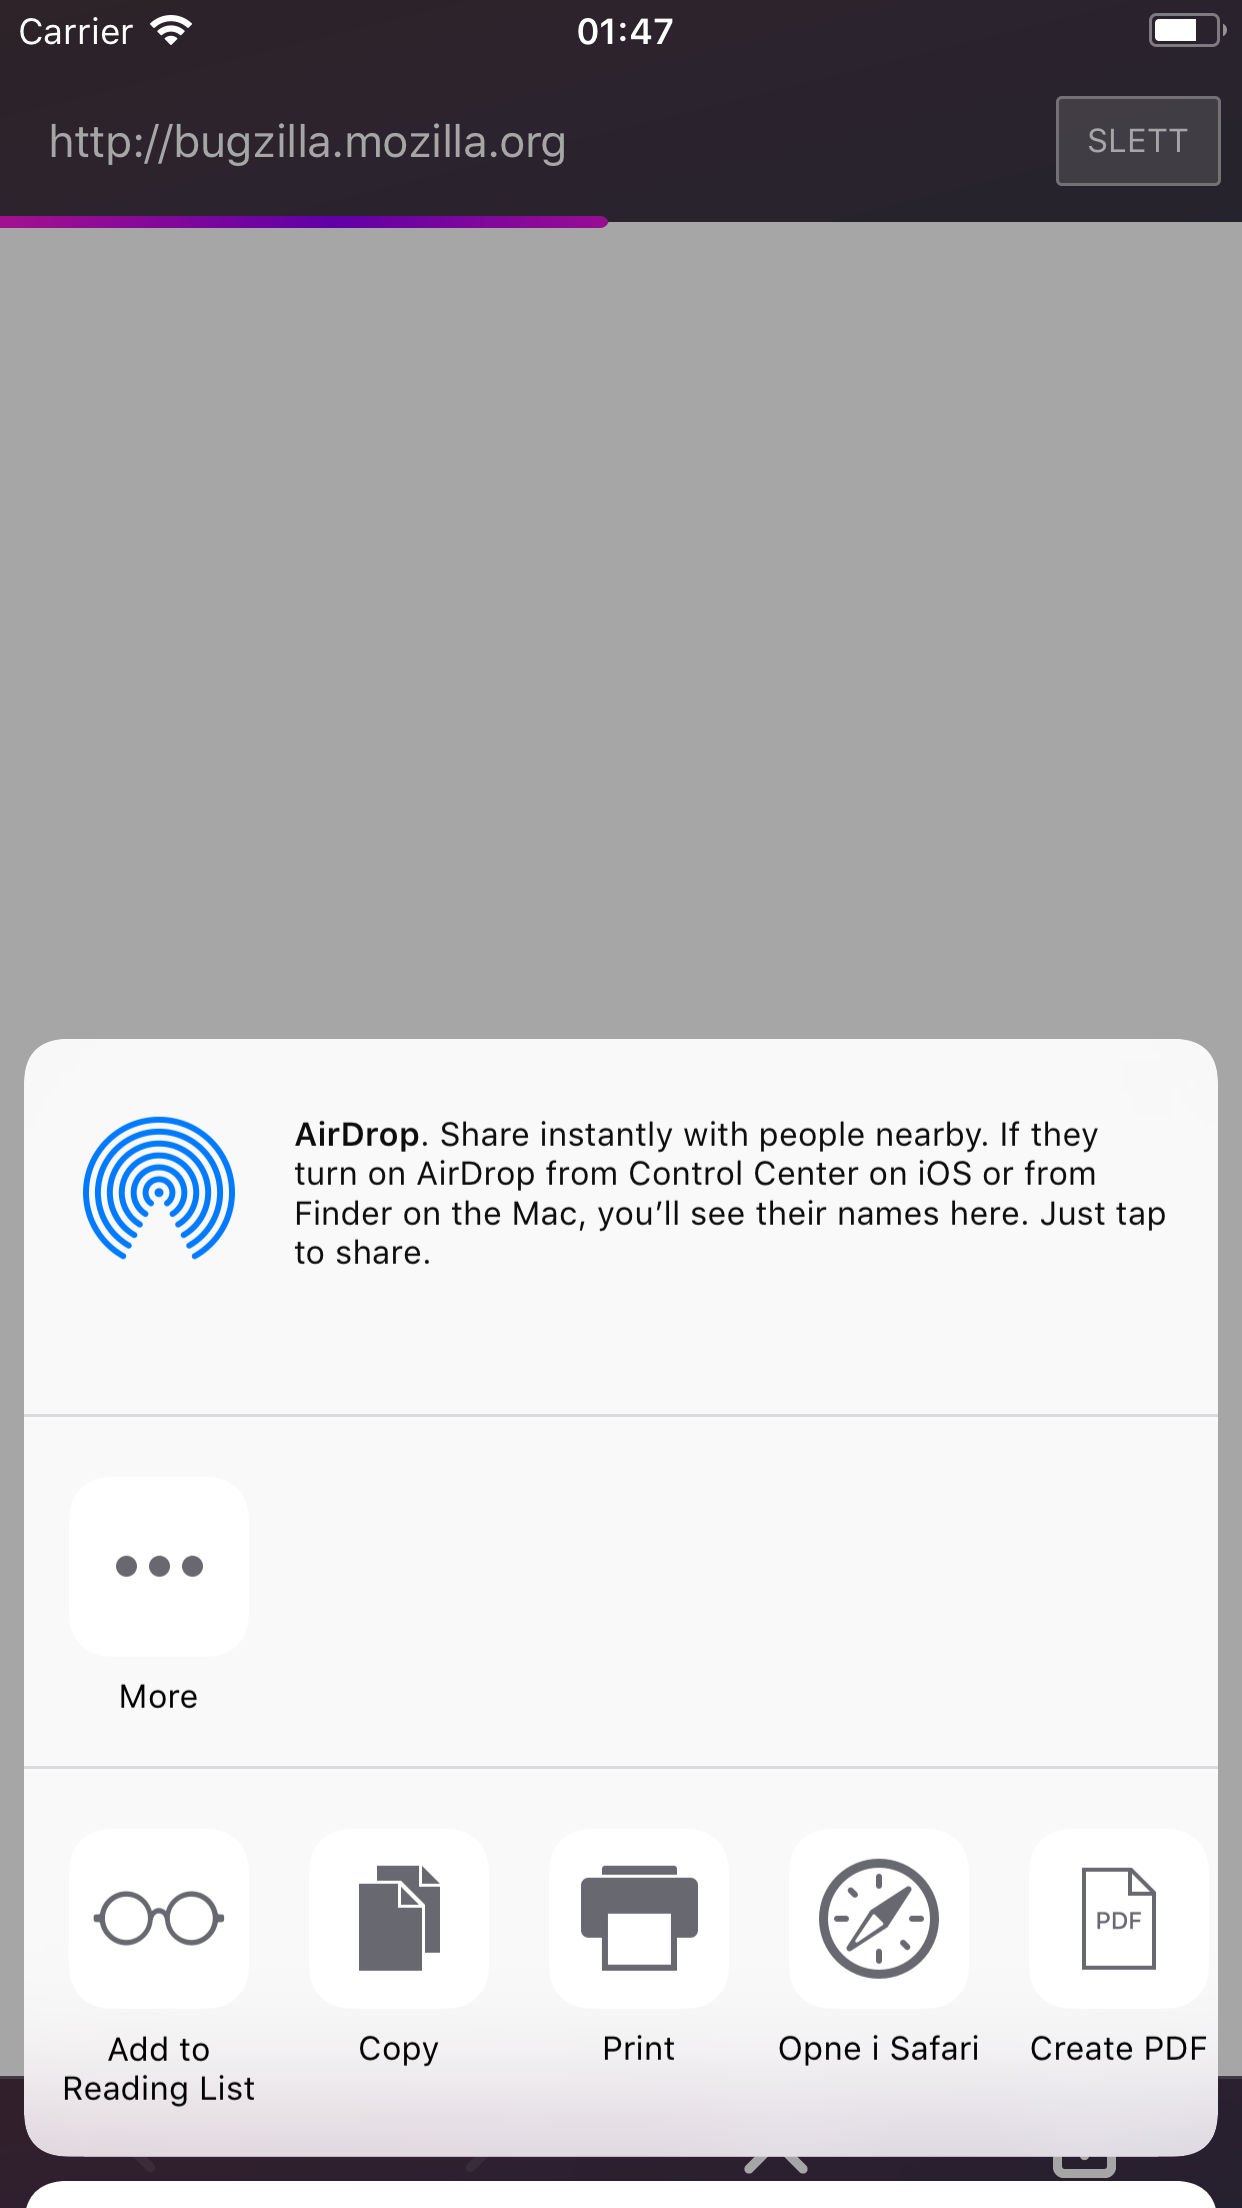 Carrier
01:47
http://bugzilla.mozilla.org
SLETT
AirDrop. Share instantly with people nearby. If they
turn on AirDrop from Control Center on iOS or from
Finder on the Mac, you’ll see their names here. Just tap
to share.
More
PDF
Add to
Reading List
Copy
Print
Opne i Safari
Create PDF